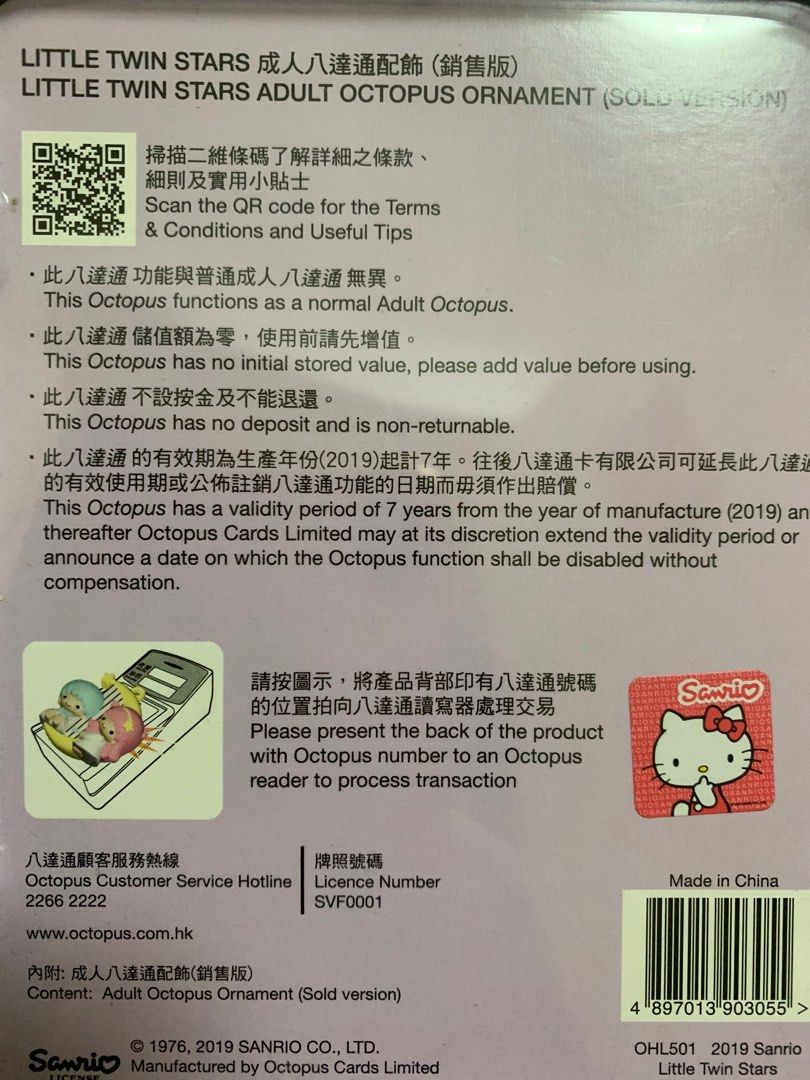 LITTLE TWIN STARS 成人八達通配飾 (銷售版)
LITTLE TWIN STARS ADULT OCTOPUS ORNAMENT (SOLD VERSION)
掃描二維條碼了解詳細之條款、
細則及實用小貼士
Scan the QR code for the Terms
& Conditions and Useful Tips
・此八達通 功能與普通成人八達通 無異。
This Octopus functions as a normal Adult Octopus.
・此八達通 儲值額為零，使用前請先增值。
This Octopus has no initial stored value, please add value before using.
・此八達通 不設按金及不能退還。
This Octopus has no deposit and is non-returnable.
・此八達通 的有效期為生產年份(2019)起計7年。往後八達通卡有限公司可延長此八達通
的有效使用期或公佈註銷八達通功能的日期而毋須作出賠償。
This Octopus has a validity period of 7 years from the year of manufacture (2019) an
thereafter Octopus Cards Limited may at its discretion extend the validity period or
announce a date on which the Octopus function shall be disabled without
compensation.
請按圖示，將產品背部印有八達通號碼
的位置拍向八達通讀寫器處理交易
Please present the back of the product
with Octopus number to an Octopus
reader to process transaction
Sanrio
八達通顧客服務熱線
Octopus Customer Service Hotline
2266 2222
牌照號碼
Licence Number
SVF0001
www.octopus.com.hk
內附: 成人八達通配飾(銷售版)
Content: Adult Octopus Ornament (Sold version)
Made in China
4 897013 903055 >
OHL501 2019 Sanrio
Little Twin Stars
Sanrio
LICENSE
© 1976, 2019 SANRIO CO., LTD.
Manufactured by Octopus Cards Limited